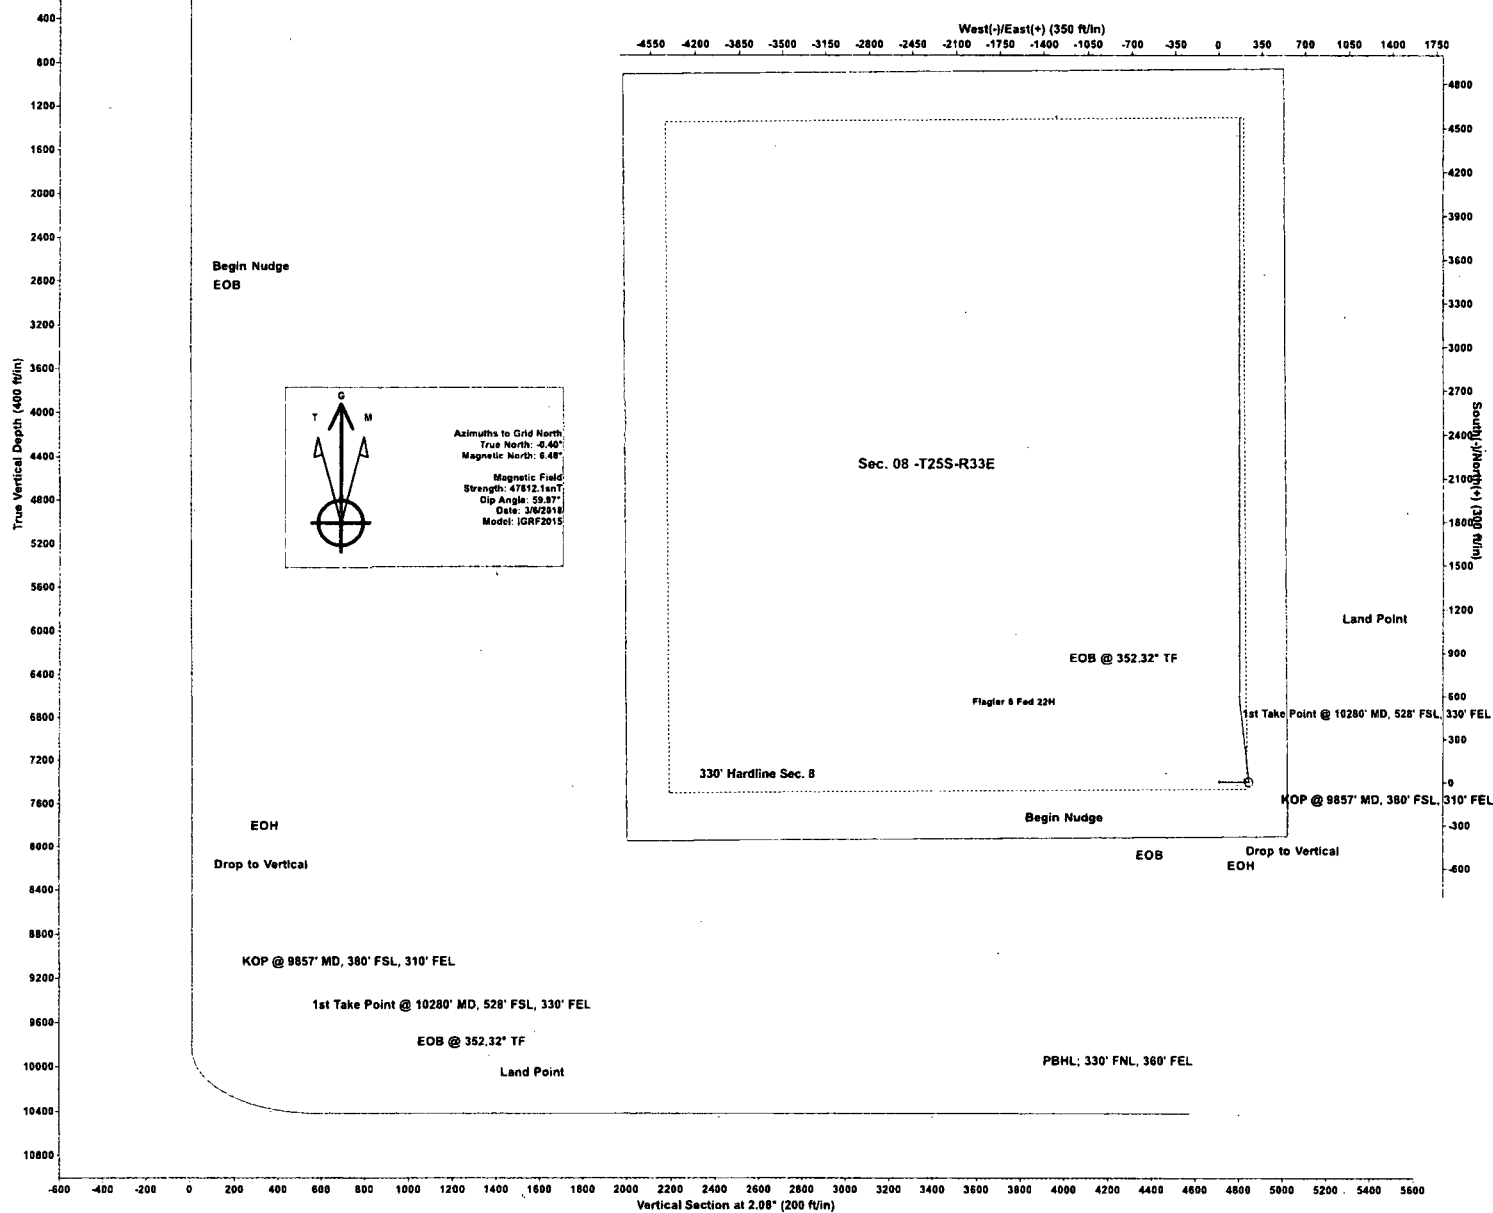 West(-)/East(+) (350 ft/in)
-4550 -4200 -3850 -3500 -3150 -2800 -2450 -2100 -1750 -1400 -1050 -700 -350 0 350 700 1050 1400 1750
True Vertical Depth (400 ft/in)
400
800
1200
1600
2000
2400
2800
3200
3600
4000
4400
4800
5200
5600
6000
6400
6800
7200
7600
8000
8400
8800
9200
9600
10000
10400
10800
Begin Nudge
EOB
G
T M
Azimuths to Grid North
True North: -0.40°
Magnetic North: 6.48°
Magnetic Field
Strength: 47812.1snT
Dip Angle: 59.97°
Date: 3/6/2018
Model: IGRF2015
EOH
Drop to Vertical
KOP @ 9857' MD, 380' FSL, 310' FEL
1st Take Point @ 10280' MD, 528' FSL, 330' FEL
EOB @ 352.32° TF
Land Point
PBHL; 330' FNL, 360' FEL
-600 -400 -200 0 200 400 600 800 1000 1200 1400 1600 1800 2000 2200 2400 2600 2800 3000 3200 3400 3600 3800 4000 4200 4400 4600 4800 5000 5200 5400 5600
Vertical Section at 2.08° (200 ft/in)
Sec. 08 -T25S-R33E
EOB @ 352.32° TF
Flagler 8 Fed 22H
330' Hardline Sec. 8
Land Point
1st Take Point @ 10280' MD, 528' FSL, 330' FEL
KOP @ 9857' MD, 380' FSL, 310' FEL
Begin Nudge
EOB
EOH
Drop to Vertical
4800
4500
4200
3900
3600
3300
3000
2700
2400
2100
1800
1500
1200
900
600
300
0
-300
-600
South(-)/North(+) (300 ft/in)